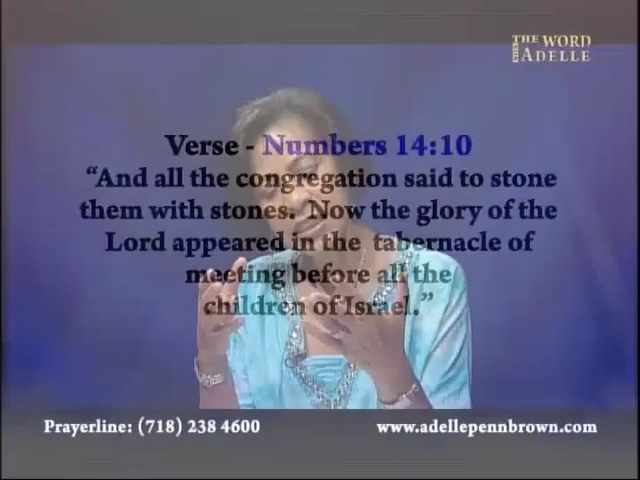 THE WORD
WITH ADELLE
Verse - Numbers 14:10
“And all the congregation said to stone
them with stones.  Now the glory of the
Lord appeared in the  tabernacle of
meeting before all the
children of Israel.”
Prayerline: (718) 238 4600
www.adellepennbrown.com